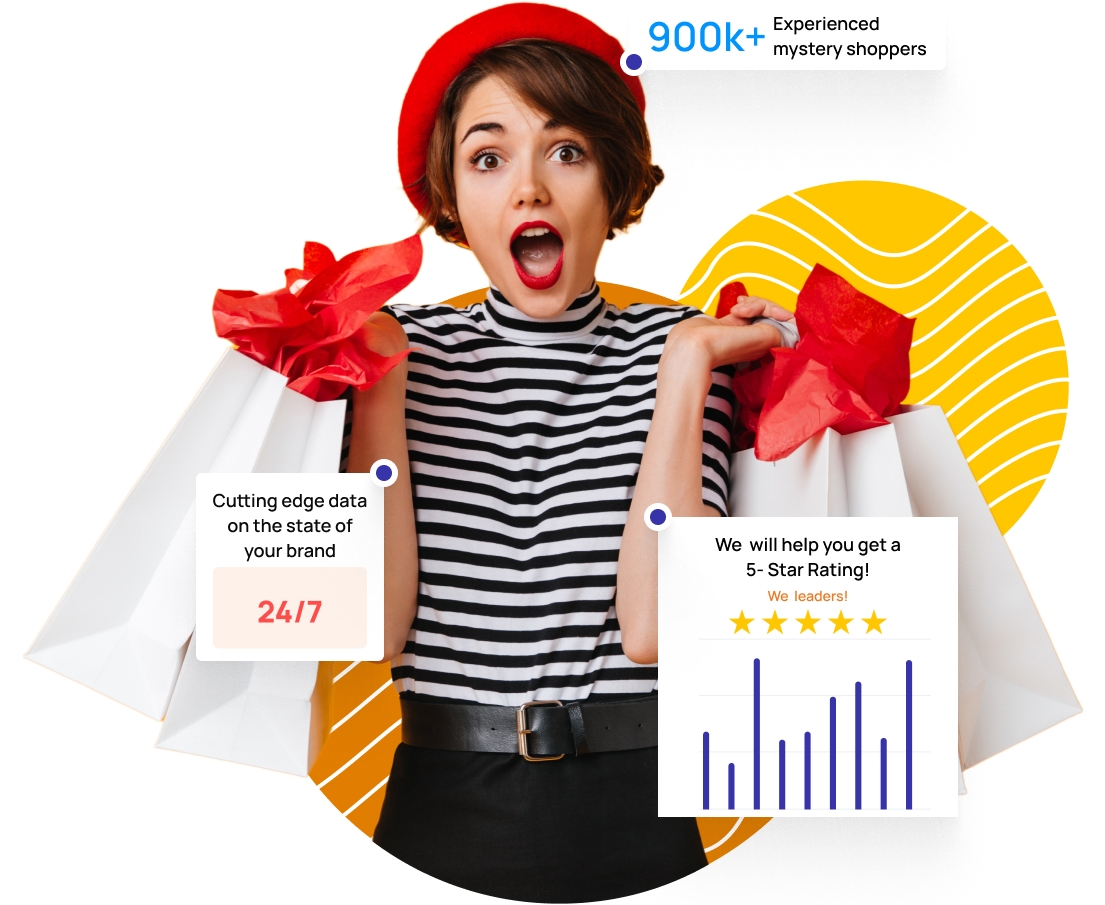 900k+
Experienced
mystery shoppers
Cutting edge data
on the state of
your brand
24/7
We will help you get a
5- Star Rating!
We leaders!